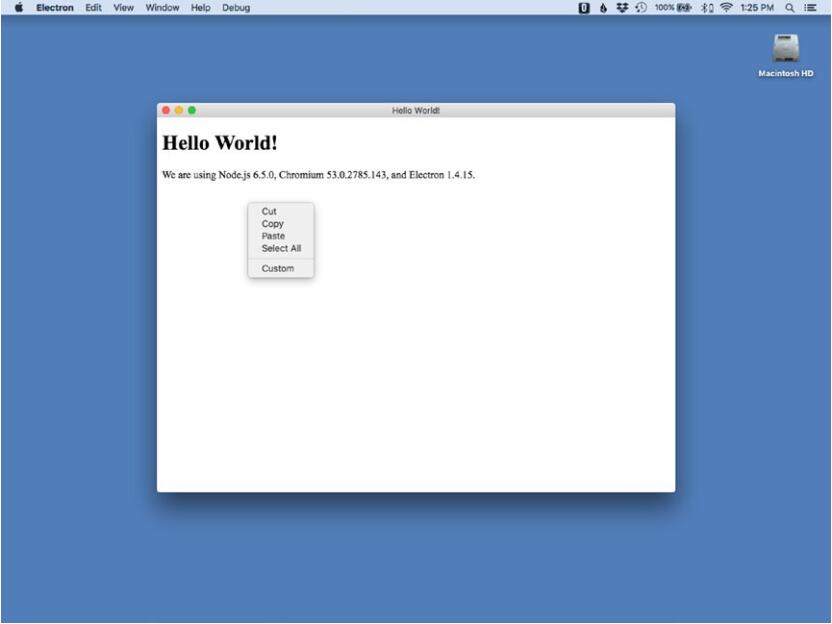 Electron Edit View Window Help Debug 100% 1:25 PM
Macintosh HD
Hello World!
Hello World!
We are using Node.js 6.5.0, Chromium 53.0.2785.143, and Electron 1.4.15.
Cut
Copy
Paste
Select All
Custom